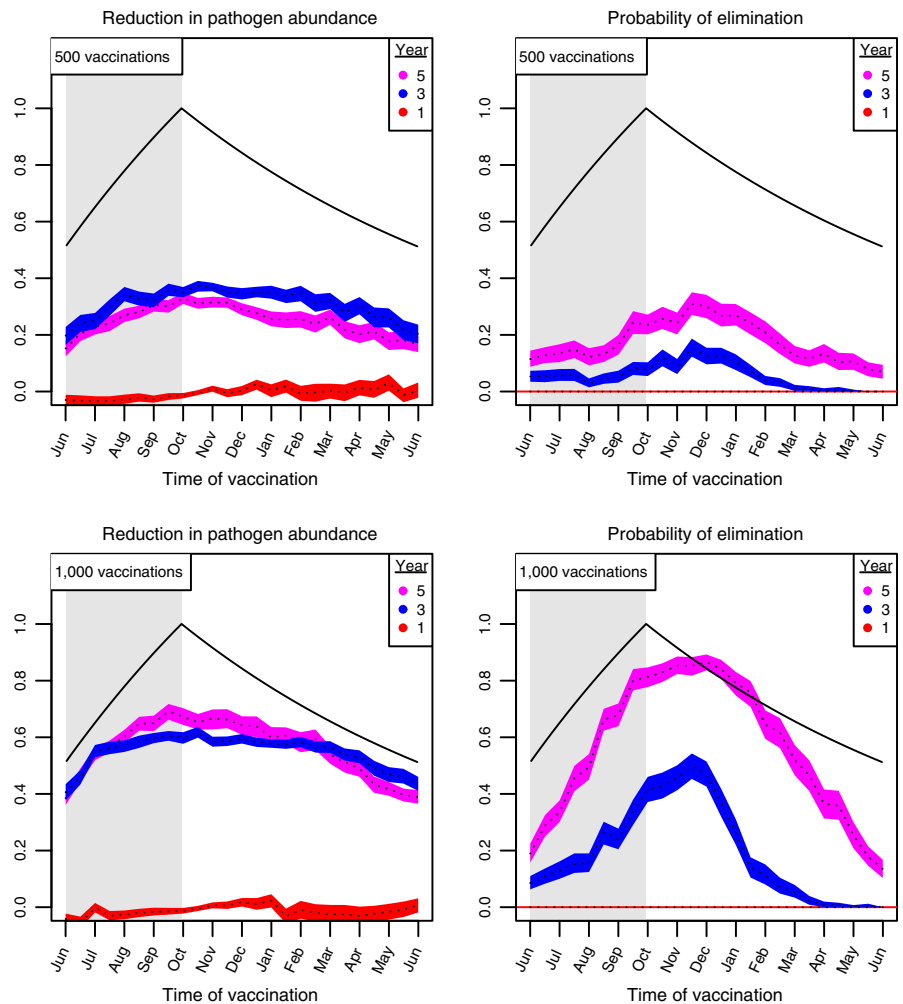 Reduction in pathogen abundance
500 vaccinations
Year
5
3
1
0.0 0.2 0.4 0.6 0.8 1.0
Jun Jul Aug Sep Oct Nov Dec Jan Feb Mar Apr May Jun
Time of vaccination
Probability of elimination
500 vaccinations
Year
5
3
1
0.0 0.2 0.4 0.6 0.8 1.0
Jun Jul Aug Sep Oct Nov Dec Jan Feb Mar Apr May Jun
Time of vaccination
Reduction in pathogen abundance
1,000 vaccinations
Year
5
3
1
0.0 0.2 0.4 0.6 0.8 1.0
Jun Jul Aug Sep Oct Nov Dec Jan Feb Mar Apr May Jun
Time of vaccination
Probability of elimination
1,000 vaccinations
Year
5
3
1
0.0 0.2 0.4 0.6 0.8 1.0
Jun Jul Aug Sep Oct Nov Dec Jan Feb Mar Apr May Jun
Time of vaccination